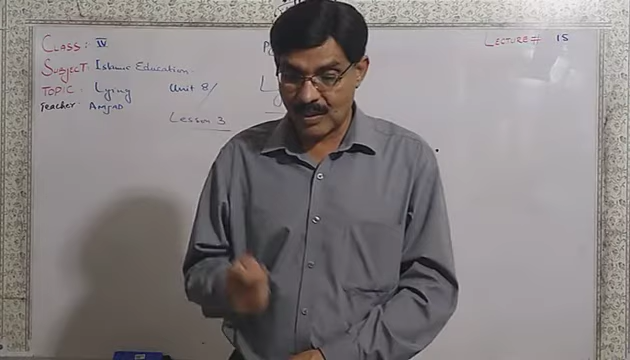 CLASS: IV
SUBJECT: Islamic Education
TOPIC: Lying Unit 8/
Teacher: AMJAD
Lesson 3
LECTURE# 15